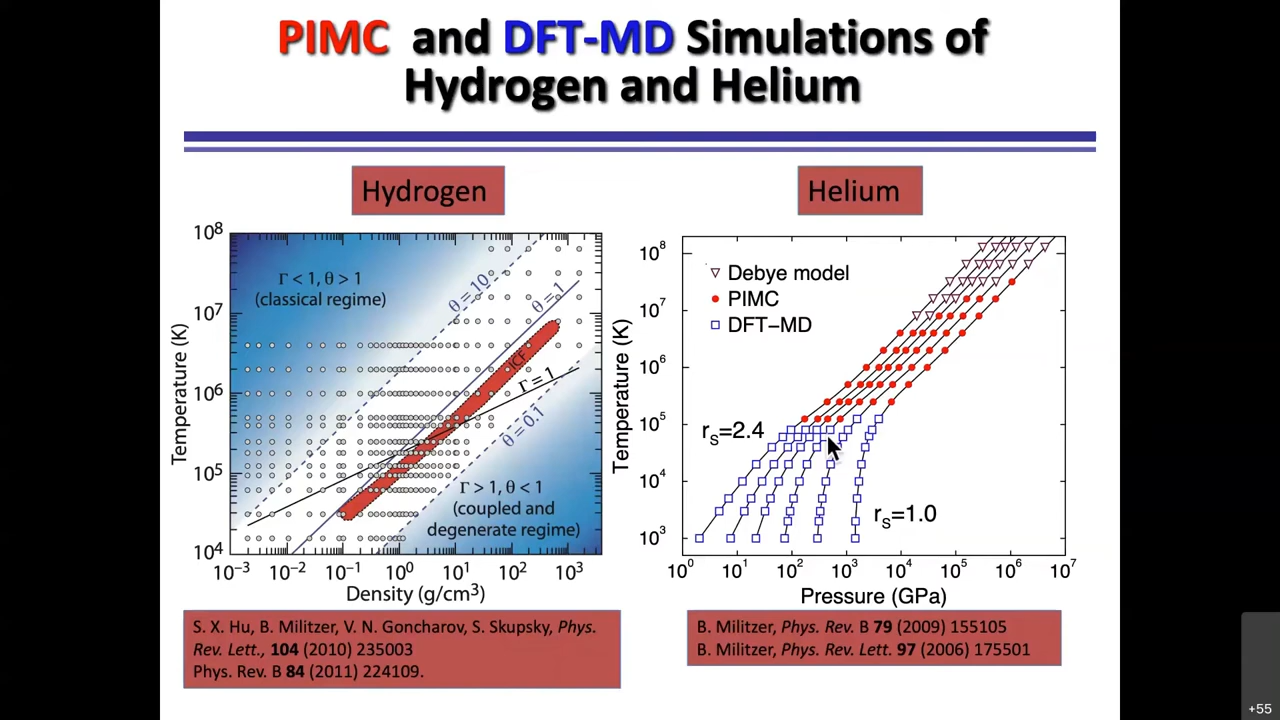 PIMC and DFT-MD Simulations of
Hydrogen and Helium
Hydrogen
10⁸
10⁷
10⁶
10⁵
10⁴
Temperature (K)
Γ < 1, θ > 1
(classical regime)
θ = 10
θ = 1
ICF
Γ = 1
θ = 0.1
Γ > 1, θ < 1
(coupled and
degenerate regime)
10⁻³ 10⁻² 10⁻¹ 10⁰ 10¹ 10² 10³
Density (g/cm³)
S. X. Hu, B. Militzer, V. N. Goncharov, S. Skupsky, Phys.
Rev. Lett., 104 (2010) 235003
Phys. Rev. B 84 (2011) 224109.
Helium
10⁸
10⁷
10⁶
10⁵
10⁴
10³
Temperature (K)
Debye model
PIMC
DFT−MD
rₛ=2.4
rₛ=1.0
10⁰ 10¹ 10² 10³ 10⁴ 10⁵ 10⁶ 10⁷
Pressure (GPa)
B. Militzer, Phys. Rev. B 79 (2009) 155105
B. Militzer, Phys. Rev. Lett. 97 (2006) 175501
+55